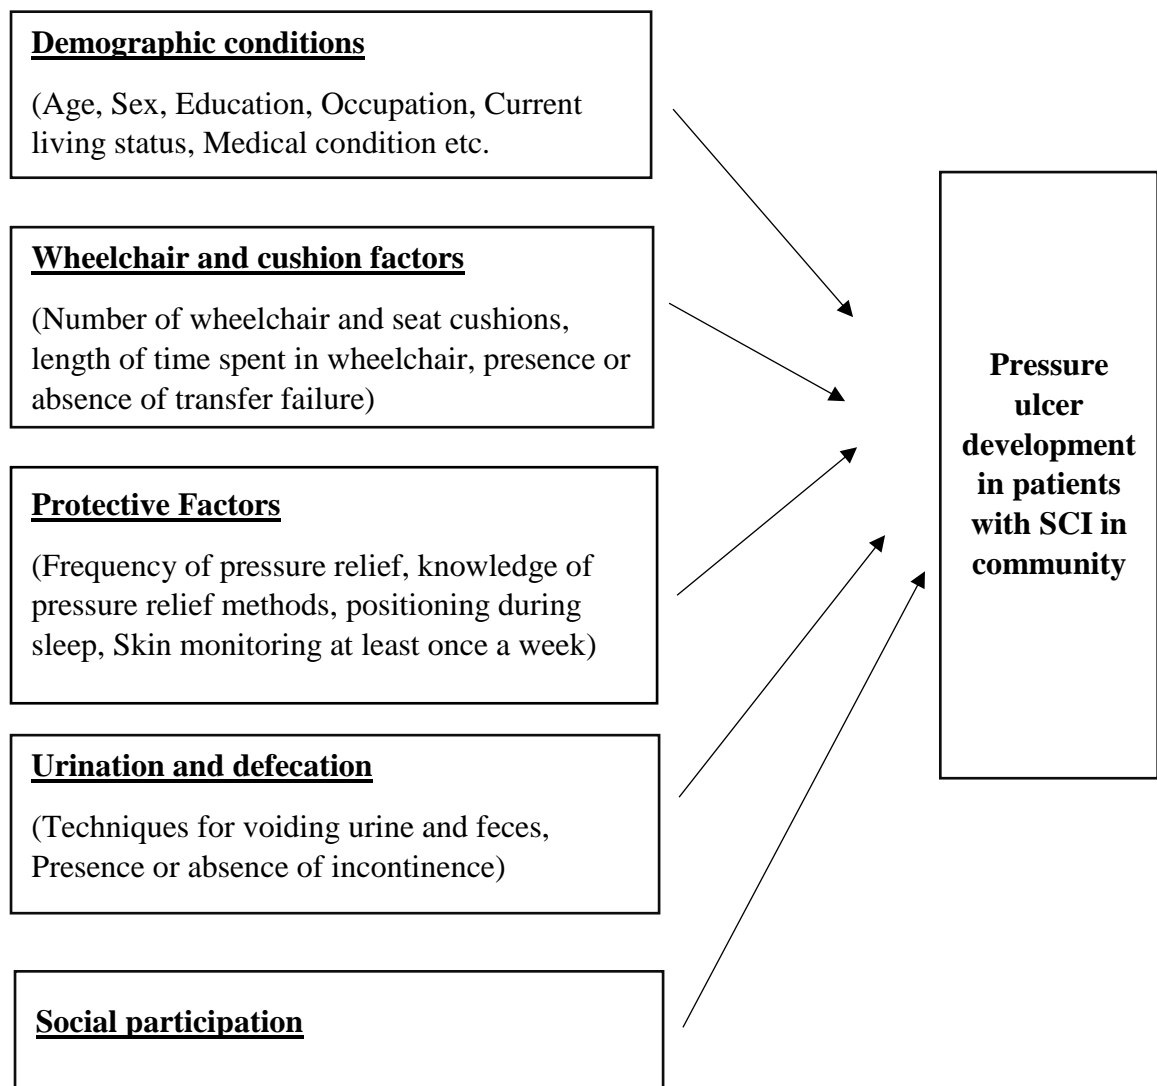 Demographic conditions
(Age, Sex, Education, Occupation, Current
living status, Medical condition etc.
Wheelchair and cushion factors
(Number of wheelchair and seat cushions,
length of time spent in wheelchair, presence or
absence of transfer failure)
Protective Factors
(Frequency of pressure relief, knowledge of
pressure relief methods, positioning during
sleep, Skin monitoring at least once a week)
Urination and defecation
(Techniques for voiding urine and feces,
Presence or absence of incontinence)
Social participation
Pressure
ulcer
development
in patients
with SCI in
community